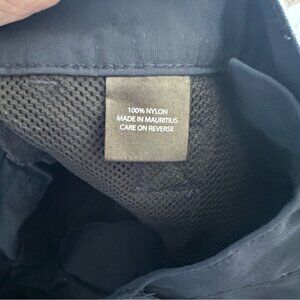 100% NYLON
MADE IN MAURITIUS
CARE ON REVERSE